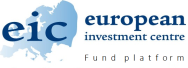 eic european
investment centre
Fund platform